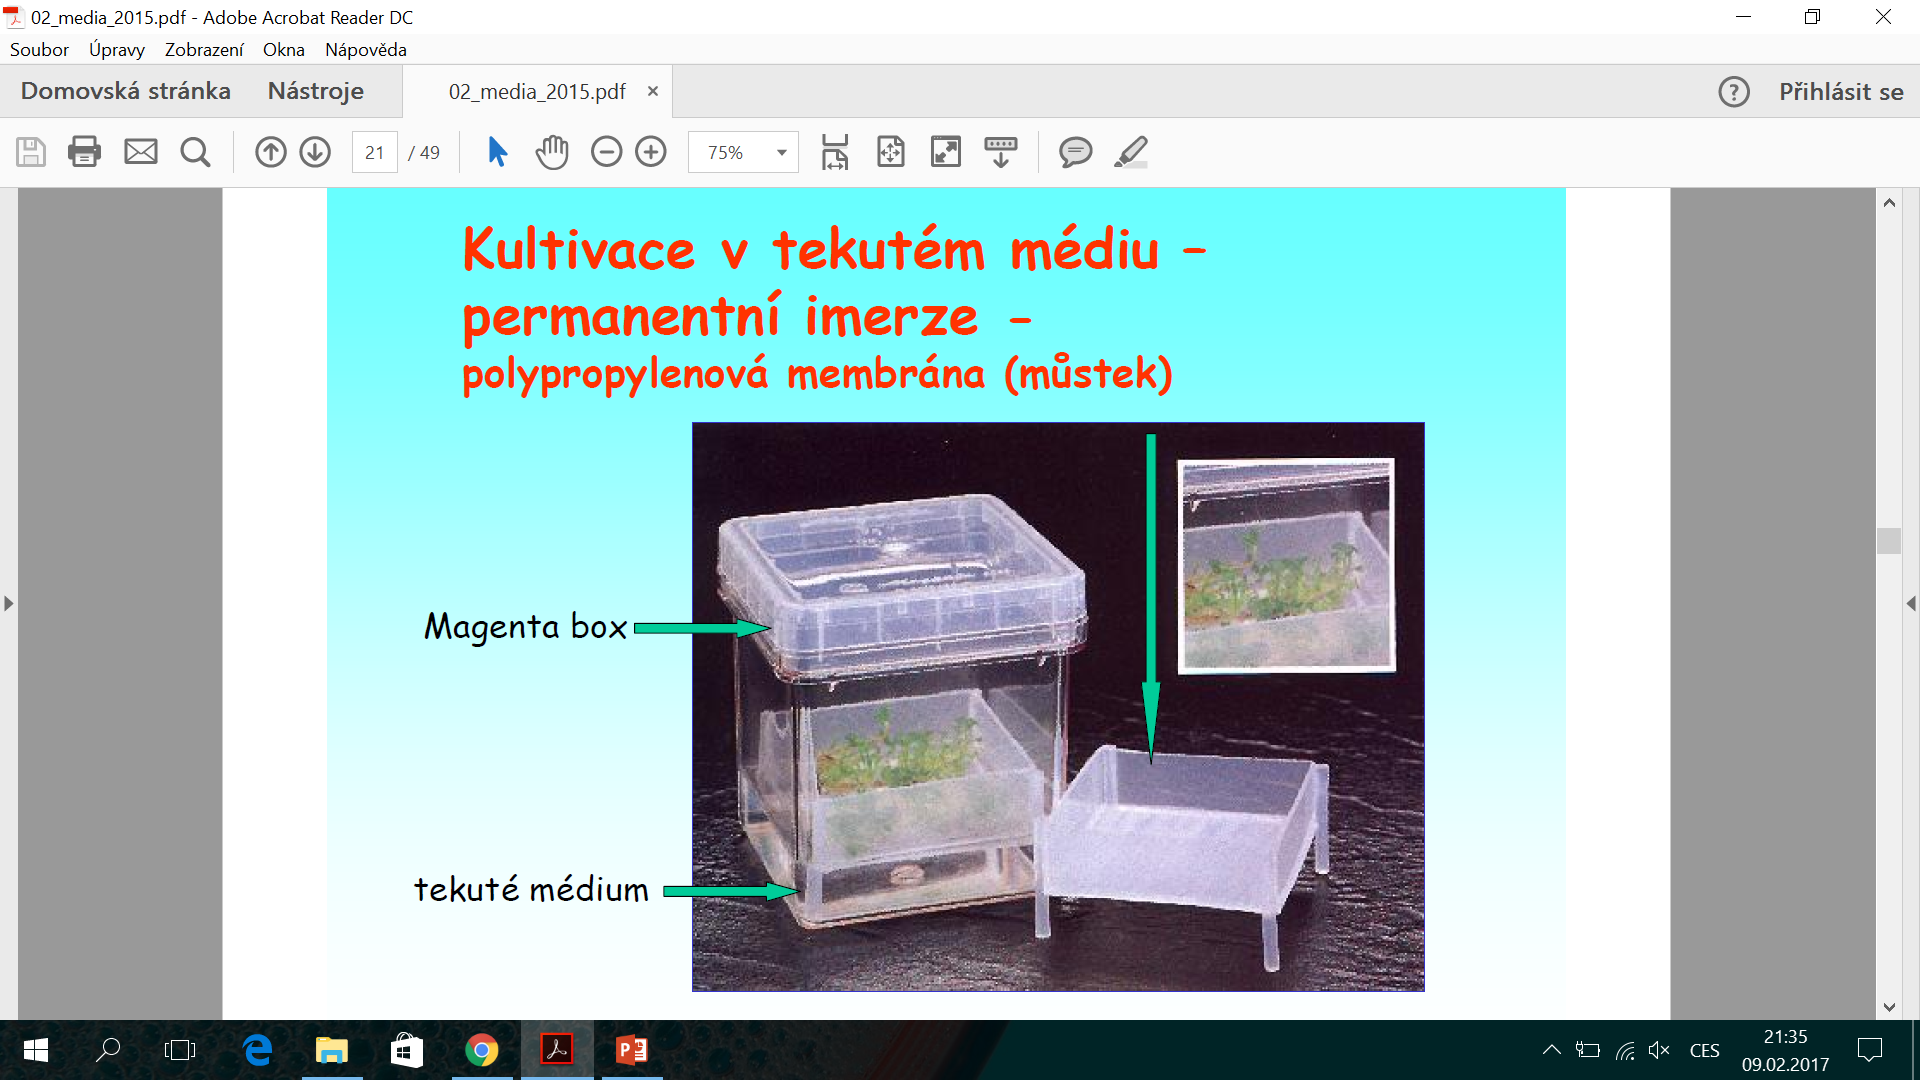 02_media_2015.pdf - Adobe Acrobat Reader DC
Soubor Úpravy Zobrazení Okna Nápověda
Domovská stránka Nástroje 02_media_2015.pdf × Přihlásit se
21 / 49 75%
Kultivace v tekutém médiu –
permanentní imerze -
polypropylenová membrána (můstek)
Magenta box
tekuté médium
CES
21:35
09.02.2017